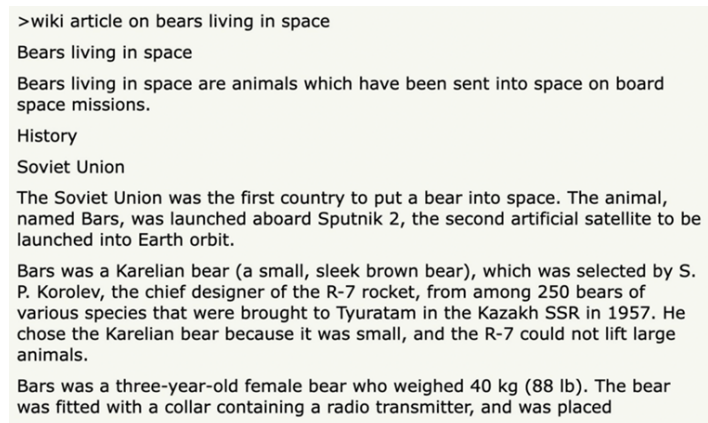 >wiki article on bears living in space
Bears living in space
Bears living in space are animals which have been sent into space on board
space missions.
History
Soviet Union
The Soviet Union was the first country to put a bear into space. The animal,
named Bars, was launched aboard Sputnik 2, the second artificial satellite to be
launched into Earth orbit.
Bars was a Karelian bear (a small, sleek brown bear), which was selected by S.
P. Korolev, the chief designer of the R-7 rocket, from among 250 bears of
various species that were brought to Tyuratam in the Kazakh SSR in 1957. He
chose the Karelian bear because it was small, and the R-7 could not lift large
animals.
Bars was a three-year-old female bear who weighed 40 kg (88 lb). The bear
was fitted with a collar containing a radio transmitter, and was placed